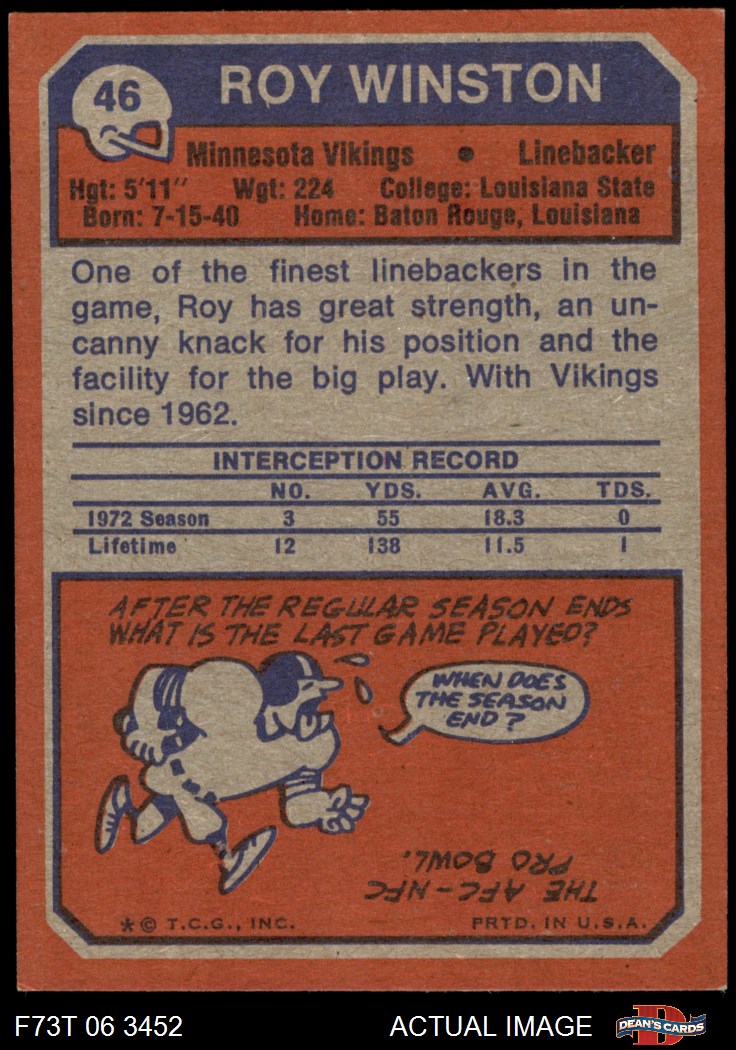 46
ROY WINSTON
Minnesota Vikings • Linebacker
Hgt: 5'11" Wgt: 224 College: Louisiana State
Born: 7-15-40 Home: Baton Rouge, Louisiana
One of the finest linebackers in the
game, Roy has great strength, an un-
canny knack for his position and the
facility for the big play. With Vikings
since 1962.
INTERCEPTION RECORD
NO. YDS. AVG. TDS.
1972 Season 3 55 18.3 0
Lifetime 12 138 11.5 1
AFTER THE REGULAR SEASON ENDS
WHAT IS THE LAST GAME PLAYED?
WHEN DOES
THE SEASON
END?
THE AFC-NFC
PRO BOWL.
* © T.C.G., INC. PRTD. IN U.S.A.
F73T 06 3452 ACTUAL IMAGE D DEAN'S CARDS